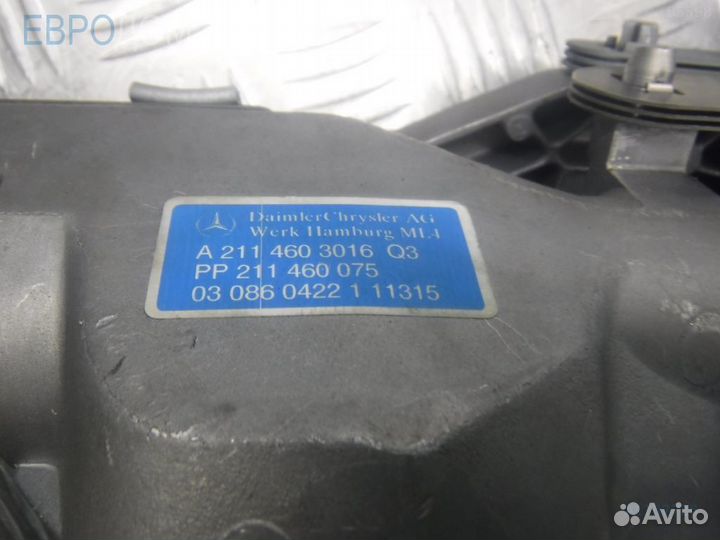 ЕВРО
DaimlerChrysler AG
Werk Hamburg ML4
A 211 460 3016 Q3
PP 211 460 075
03 086 0422 1 11315
Avito